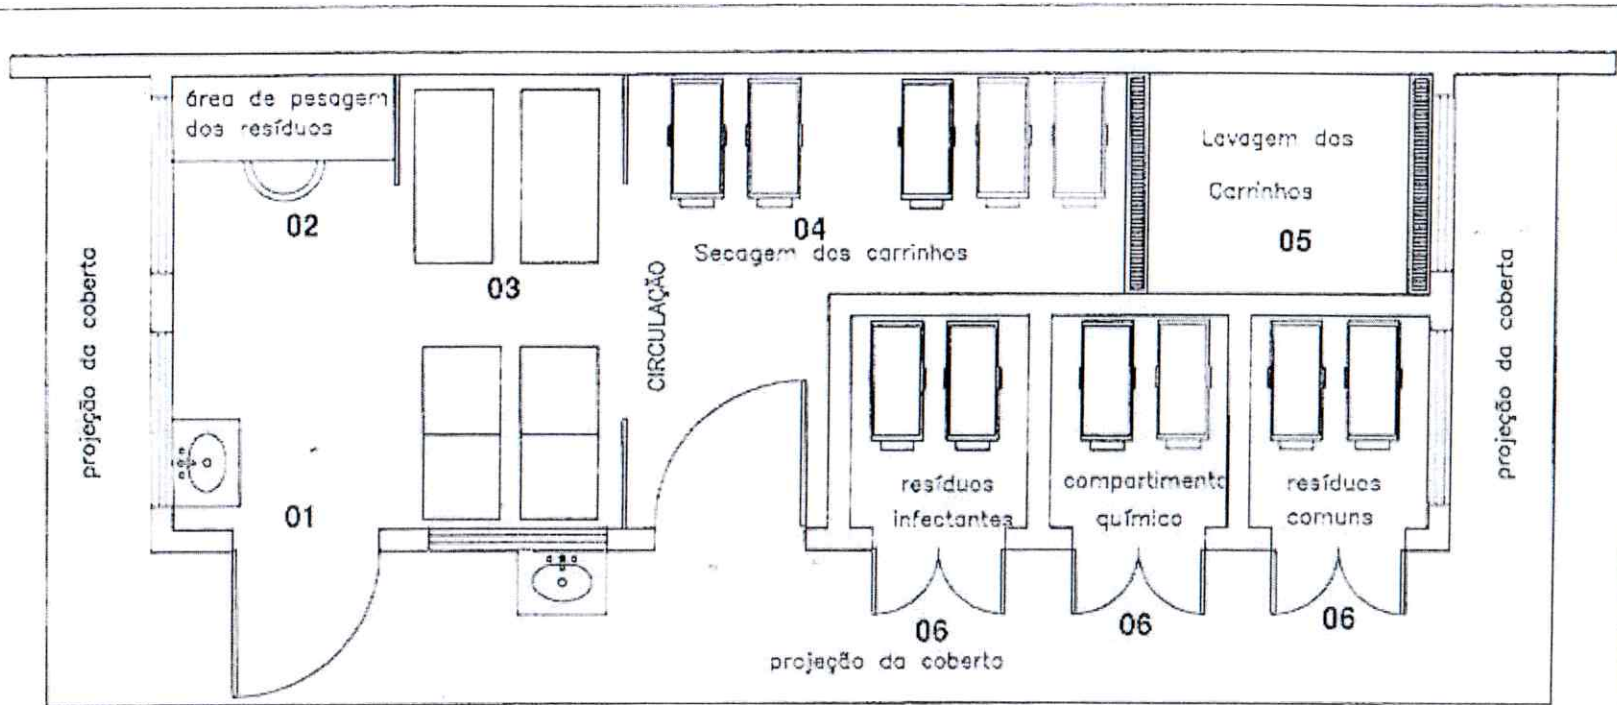 área de pesagem
dos resíduos
02
03
04
Secagem dos carrinhos
Lavagem dos
Carrinhos
05
projeção da coberta
CIRCULAÇÃO
projeção da coberta
01
resíduos
infectantes
compartimento
químico
resíduos
comuns
06
06
06
projeção da coberta